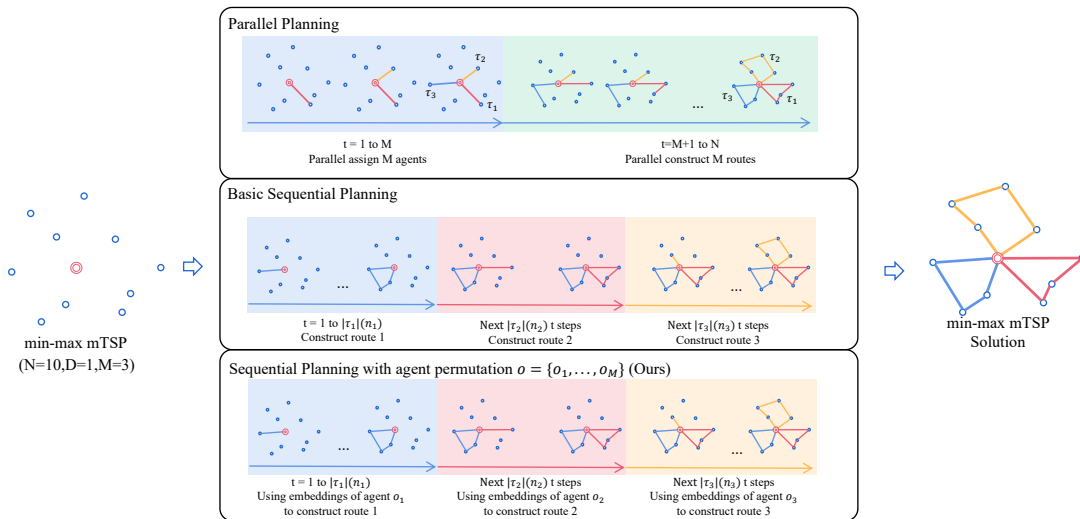 Parallel Planning
τ2
τ3
τ1
τ2
τ3
τ1
...
t = 1 to M
Parallel assign M agents
t=M+1 to N
Parallel construct M routes
Basic Sequential Planning
...
...
t = 1 to |τ1|(n1)
Construct route 1
Next |τ2|(n2) t steps
Construct route 2
Next |τ3|(n3) t steps
Construct route 3
Sequential Planning with agent permutation o = {o1, . . . , oM} (Ours)
...
...
t = 1 to |τ1|(n1)
Using embeddings of agent o1
to construct route 1
Next |τ2|(n2) t steps
Using embeddings of agent o2
to construct route 2
Next |τ3|(n3) t steps
Using embeddings of agent o3
to construct route 3
min-max mTSP
(N=10,D=1,M=3)
min-max mTSP
Solution